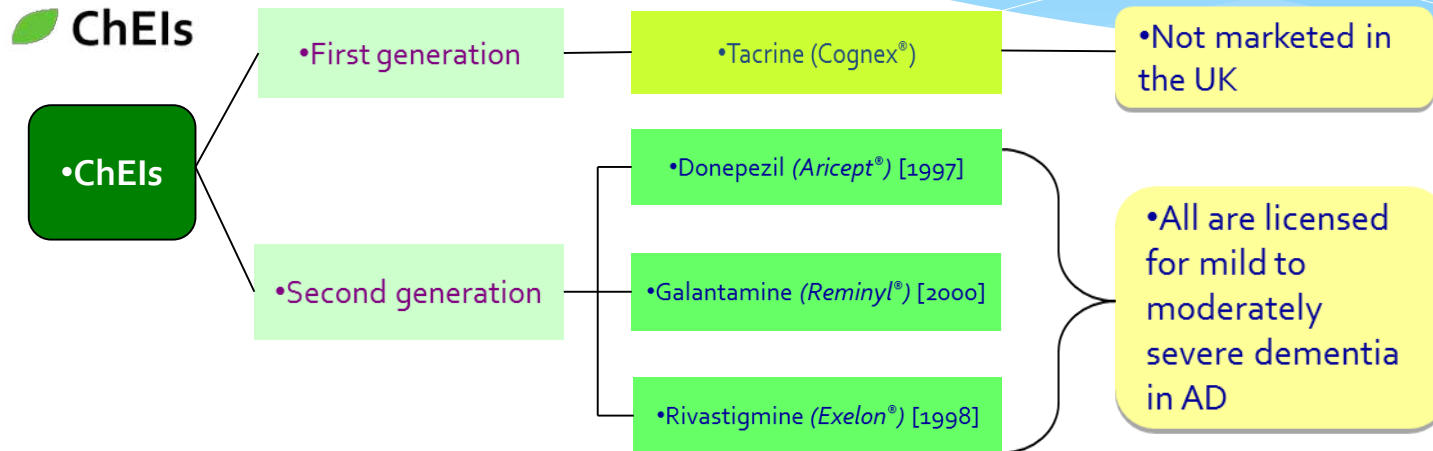 ChEIs
•ChEIs
•First generation
•Tacrine (Cognex®)
•Not marketed in
the UK
•Second generation
•Donepezil (Aricept®) [1997]
•Galantamine (Reminyl®) [2000]
•Rivastigmine (Exelon®) [1998]
•All are licensed
for mild to
moderately
severe dementia
in AD